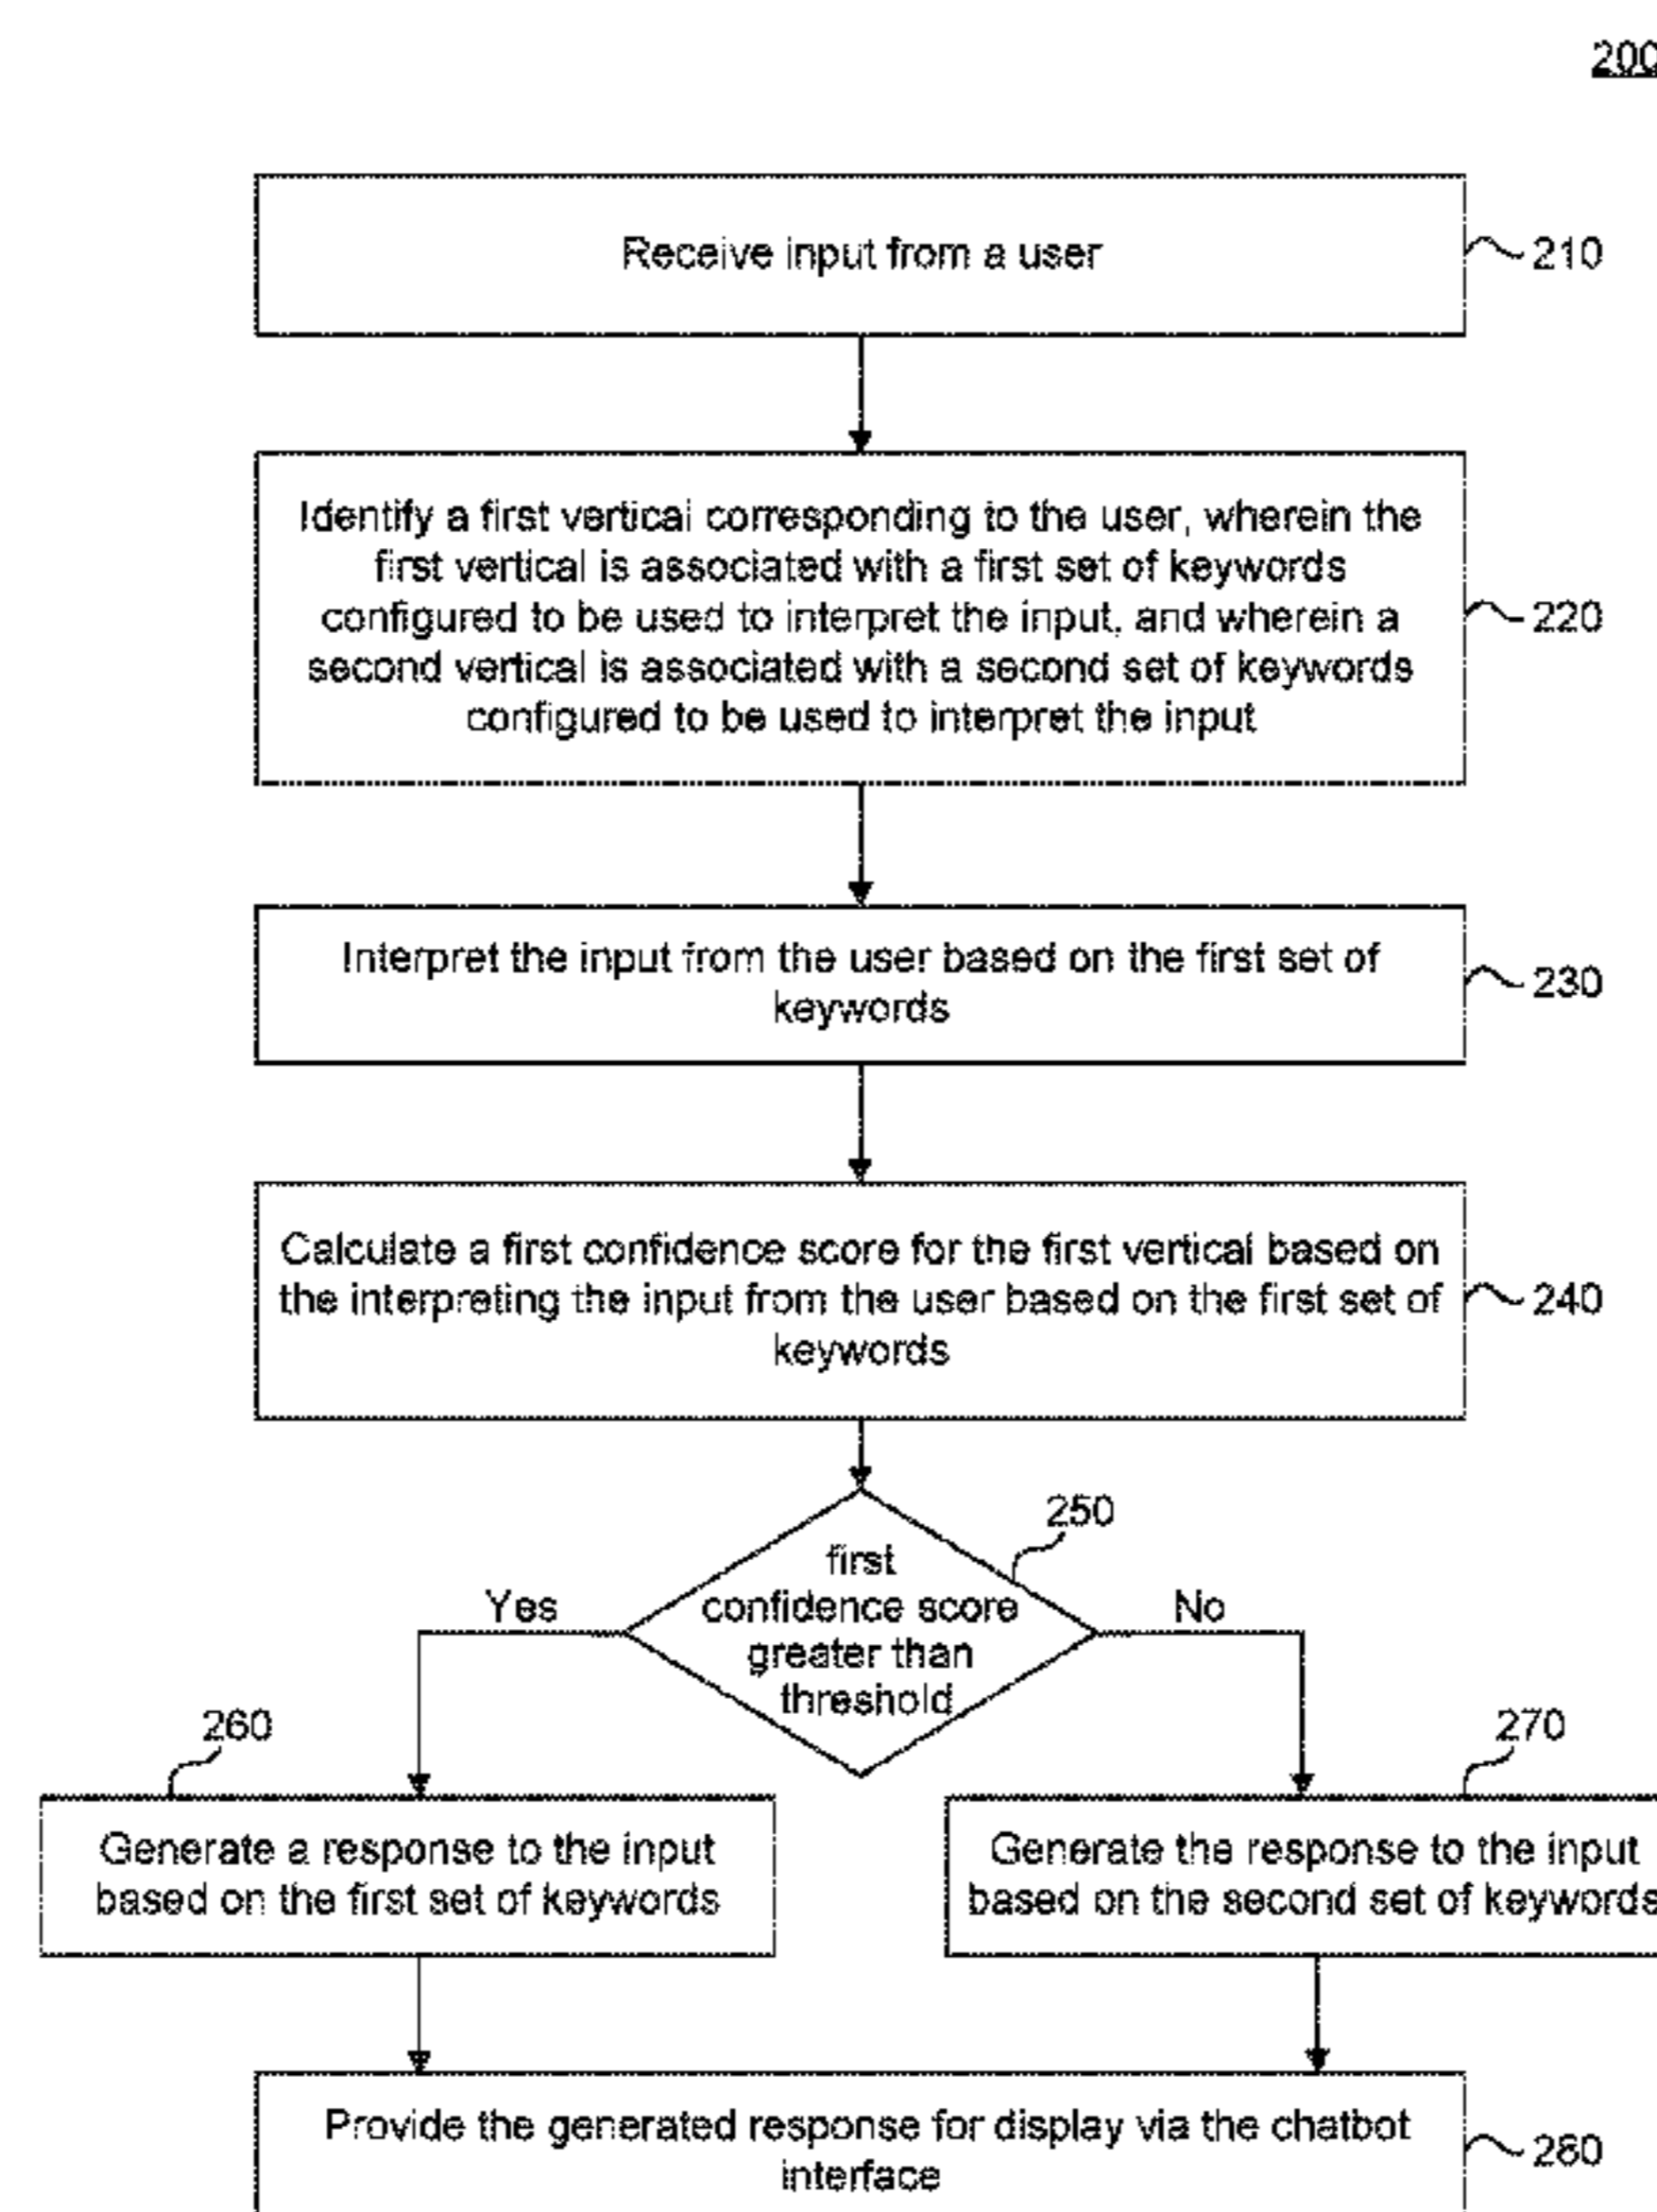 200
Receive input from a user
210
Identify a first vertical corresponding to the user, wherein the
first vertical is associated with a first set of keywords
configured to be used to interpret the input, and wherein a
second vertical is associated with a second set of keywords
configured to be used to interpret the input
220
Interpret the input from the user based on the first set of
keywords
230
Calculate a first confidence score for the first vertical based on
the interpreting the input from the user based on the first set of
keywords
240
250
first
confidence score
greater than
threshold
Yes
No
260
Generate a response to the input
based on the first set of keywords
270
Generate the response to the input
based on the second set of keywords
Provide the generated response for display via the chatbot
interface
280